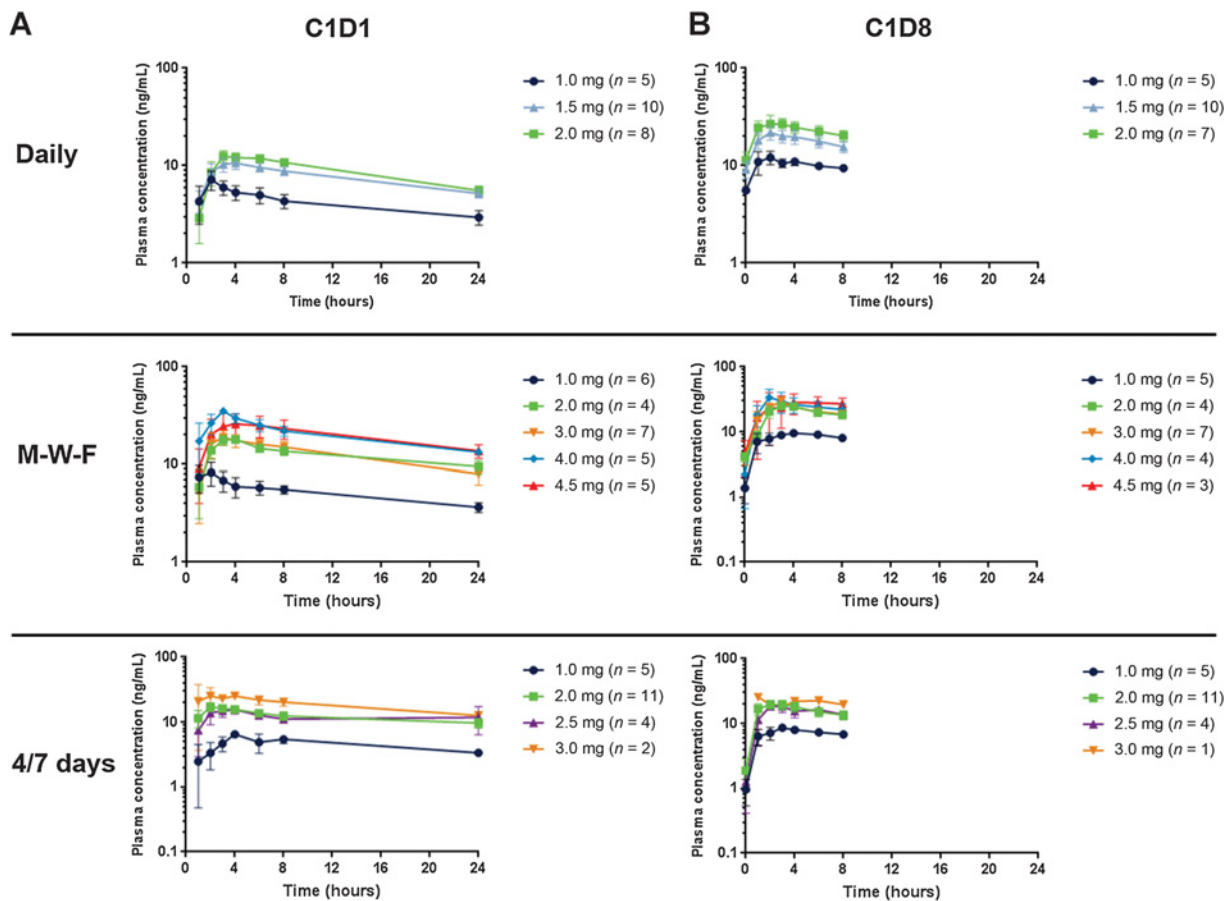 A
C1D1
B
C1D8
Daily
Plasma concentration (ng/mL)
100
10
1
0 4 8 12 16 20 24
Time (hours)
1.0 mg (n = 5)
1.5 mg (n = 10)
2.0 mg (n = 8)
Plasma concentration (ng/mL)
100
10
1
0 4 8 12 16 20 24
Time (hours)
1.0 mg (n = 5)
1.5 mg (n = 10)
2.0 mg (n = 7)
M-W-F
Plasma concentration (ng/mL)
100
10
1
0 4 8 12 16 20 24
Time (hours)
1.0 mg (n = 6)
2.0 mg (n = 4)
3.0 mg (n = 7)
4.0 mg (n = 5)
4.5 mg (n = 5)
Plasma concentration (ng/mL)
100
10
1
0.1
0 4 8 12 16 20 24
Time (hours)
1.0 mg (n = 5)
2.0 mg (n = 4)
3.0 mg (n = 7)
4.0 mg (n = 4)
4.5 mg (n = 3)
4/7 days
Plasma concentration (ng/mL)
100
10
1
0.1
0 4 8 12 16 20 24
Time (hours)
1.0 mg (n = 5)
2.0 mg (n = 11)
2.5 mg (n = 4)
3.0 mg (n = 2)
Plasma concentration (ng/mL)
100
10
1
0.1
0 4 8 12 16 20 24
Time (hours)
1.0 mg (n = 5)
2.0 mg (n = 11)
2.5 mg (n = 4)
3.0 mg (n = 1)